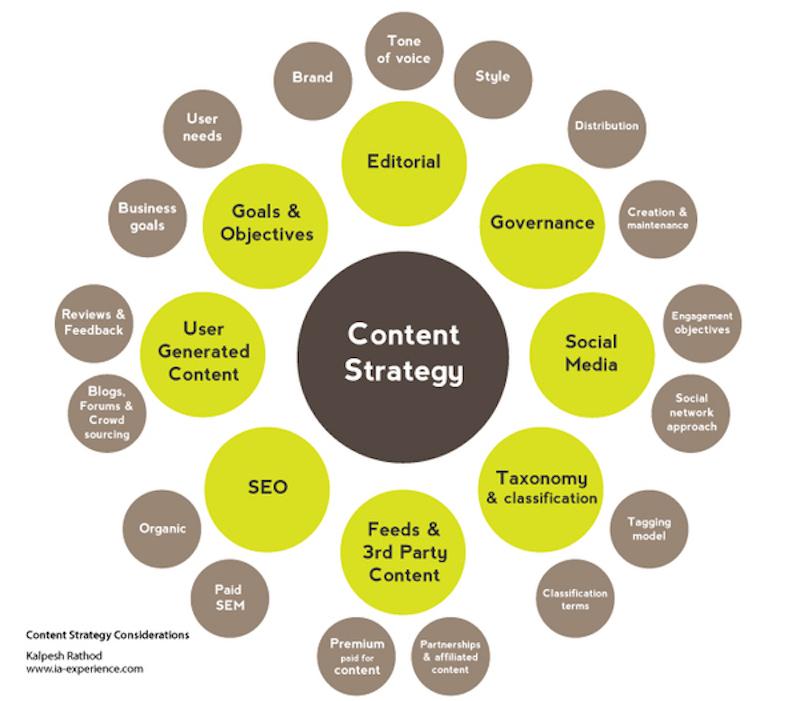 Content
Strategy
Editorial
Brand
Tone
of voice
Style
Governance
Distribution
Creation &
maintenance
Social
Media
Engagement
objectives
Social
network
approach
Taxonomy
& classification
Tagging
model
Classification
terms
Feeds &
3rd Party
Content
Partnerships
& affiliated
content
Premium
paid for
content
SEO
Paid
SEM
Organic
User
Generated
Content
Blogs,
Forums &
Crowd
sourcing
Reviews &
Feedback
Goals &
Objectives
Business
goals
User
needs
Content Strategy Considerations
Kalpesh Rathod
www.ia-experience.com